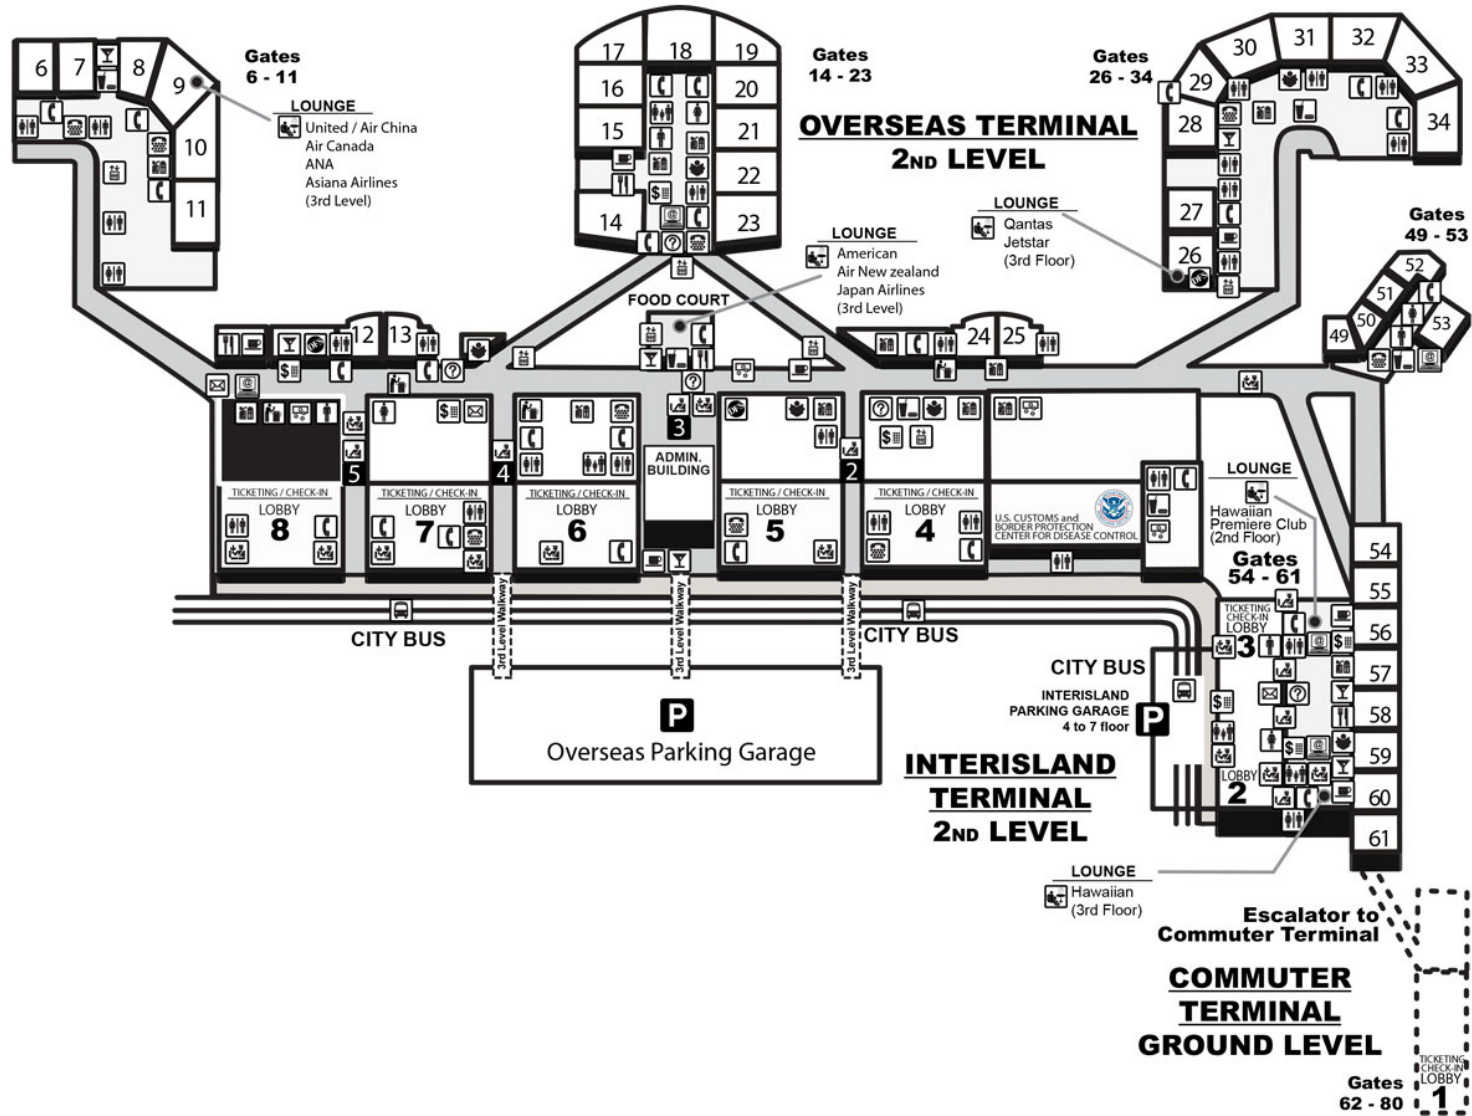 6
7
8
9
10
11
Gates
6 - 11
LOUNGE
United / Air China
Air Canada
ANA
Asiana Airlines
(3rd Level)
17
18
19
16
20
15
21
22
14
23
Gates
14 - 23
OVERSEAS TERMINAL
2ND LEVEL
Gates
26 - 34
30
31
32
33
29
28
34
27
26
LOUNGE
Qantas
Jetstar
(3rd Floor)
LOUNGE
American
Air New zealand
Japan Airlines
(3rd Level)
FOOD COURT
Gates
49 - 53
52
51
50
49
53
12
13
24
25
5
4
3
2
ADMIN.
BUILDING
TICKETING / CHECK-IN
LOBBY
8
TICKETING / CHECK-IN
LOBBY
7
TICKETING / CHECK-IN
LOBBY
6
TICKETING / CHECK-IN
LOBBY
5
TICKETING / CHECK-IN
LOBBY
4
U.S. CUSTOMS and
BORDER PROTECTION
CENTER FOR DISEASE CONTROL
LOUNGE
Hawaiian
Premiere Club
(2nd Floor)
Gates
54 - 61
54
55
56
57
58
59
60
61
TICKETING
CHECK-IN
LOBBY
3
LOBBY
2
3rd Level Walkway
3rd Level Walkway
3rd Level Walkway
CITY BUS
CITY BUS
CITY BUS
INTERISLAND
PARKING GARAGE
4 to 7 floor
P
P
Overseas Parking Garage
INTERISLAND
TERMINAL
2ND LEVEL
LOUNGE
Hawaiian
(3rd Floor)
Escalator to
Commuter Terminal
COMMUTER
TERMINAL
GROUND LEVEL
Gates
62 - 80
TICKETING
CHECK-IN
LOBBY
1